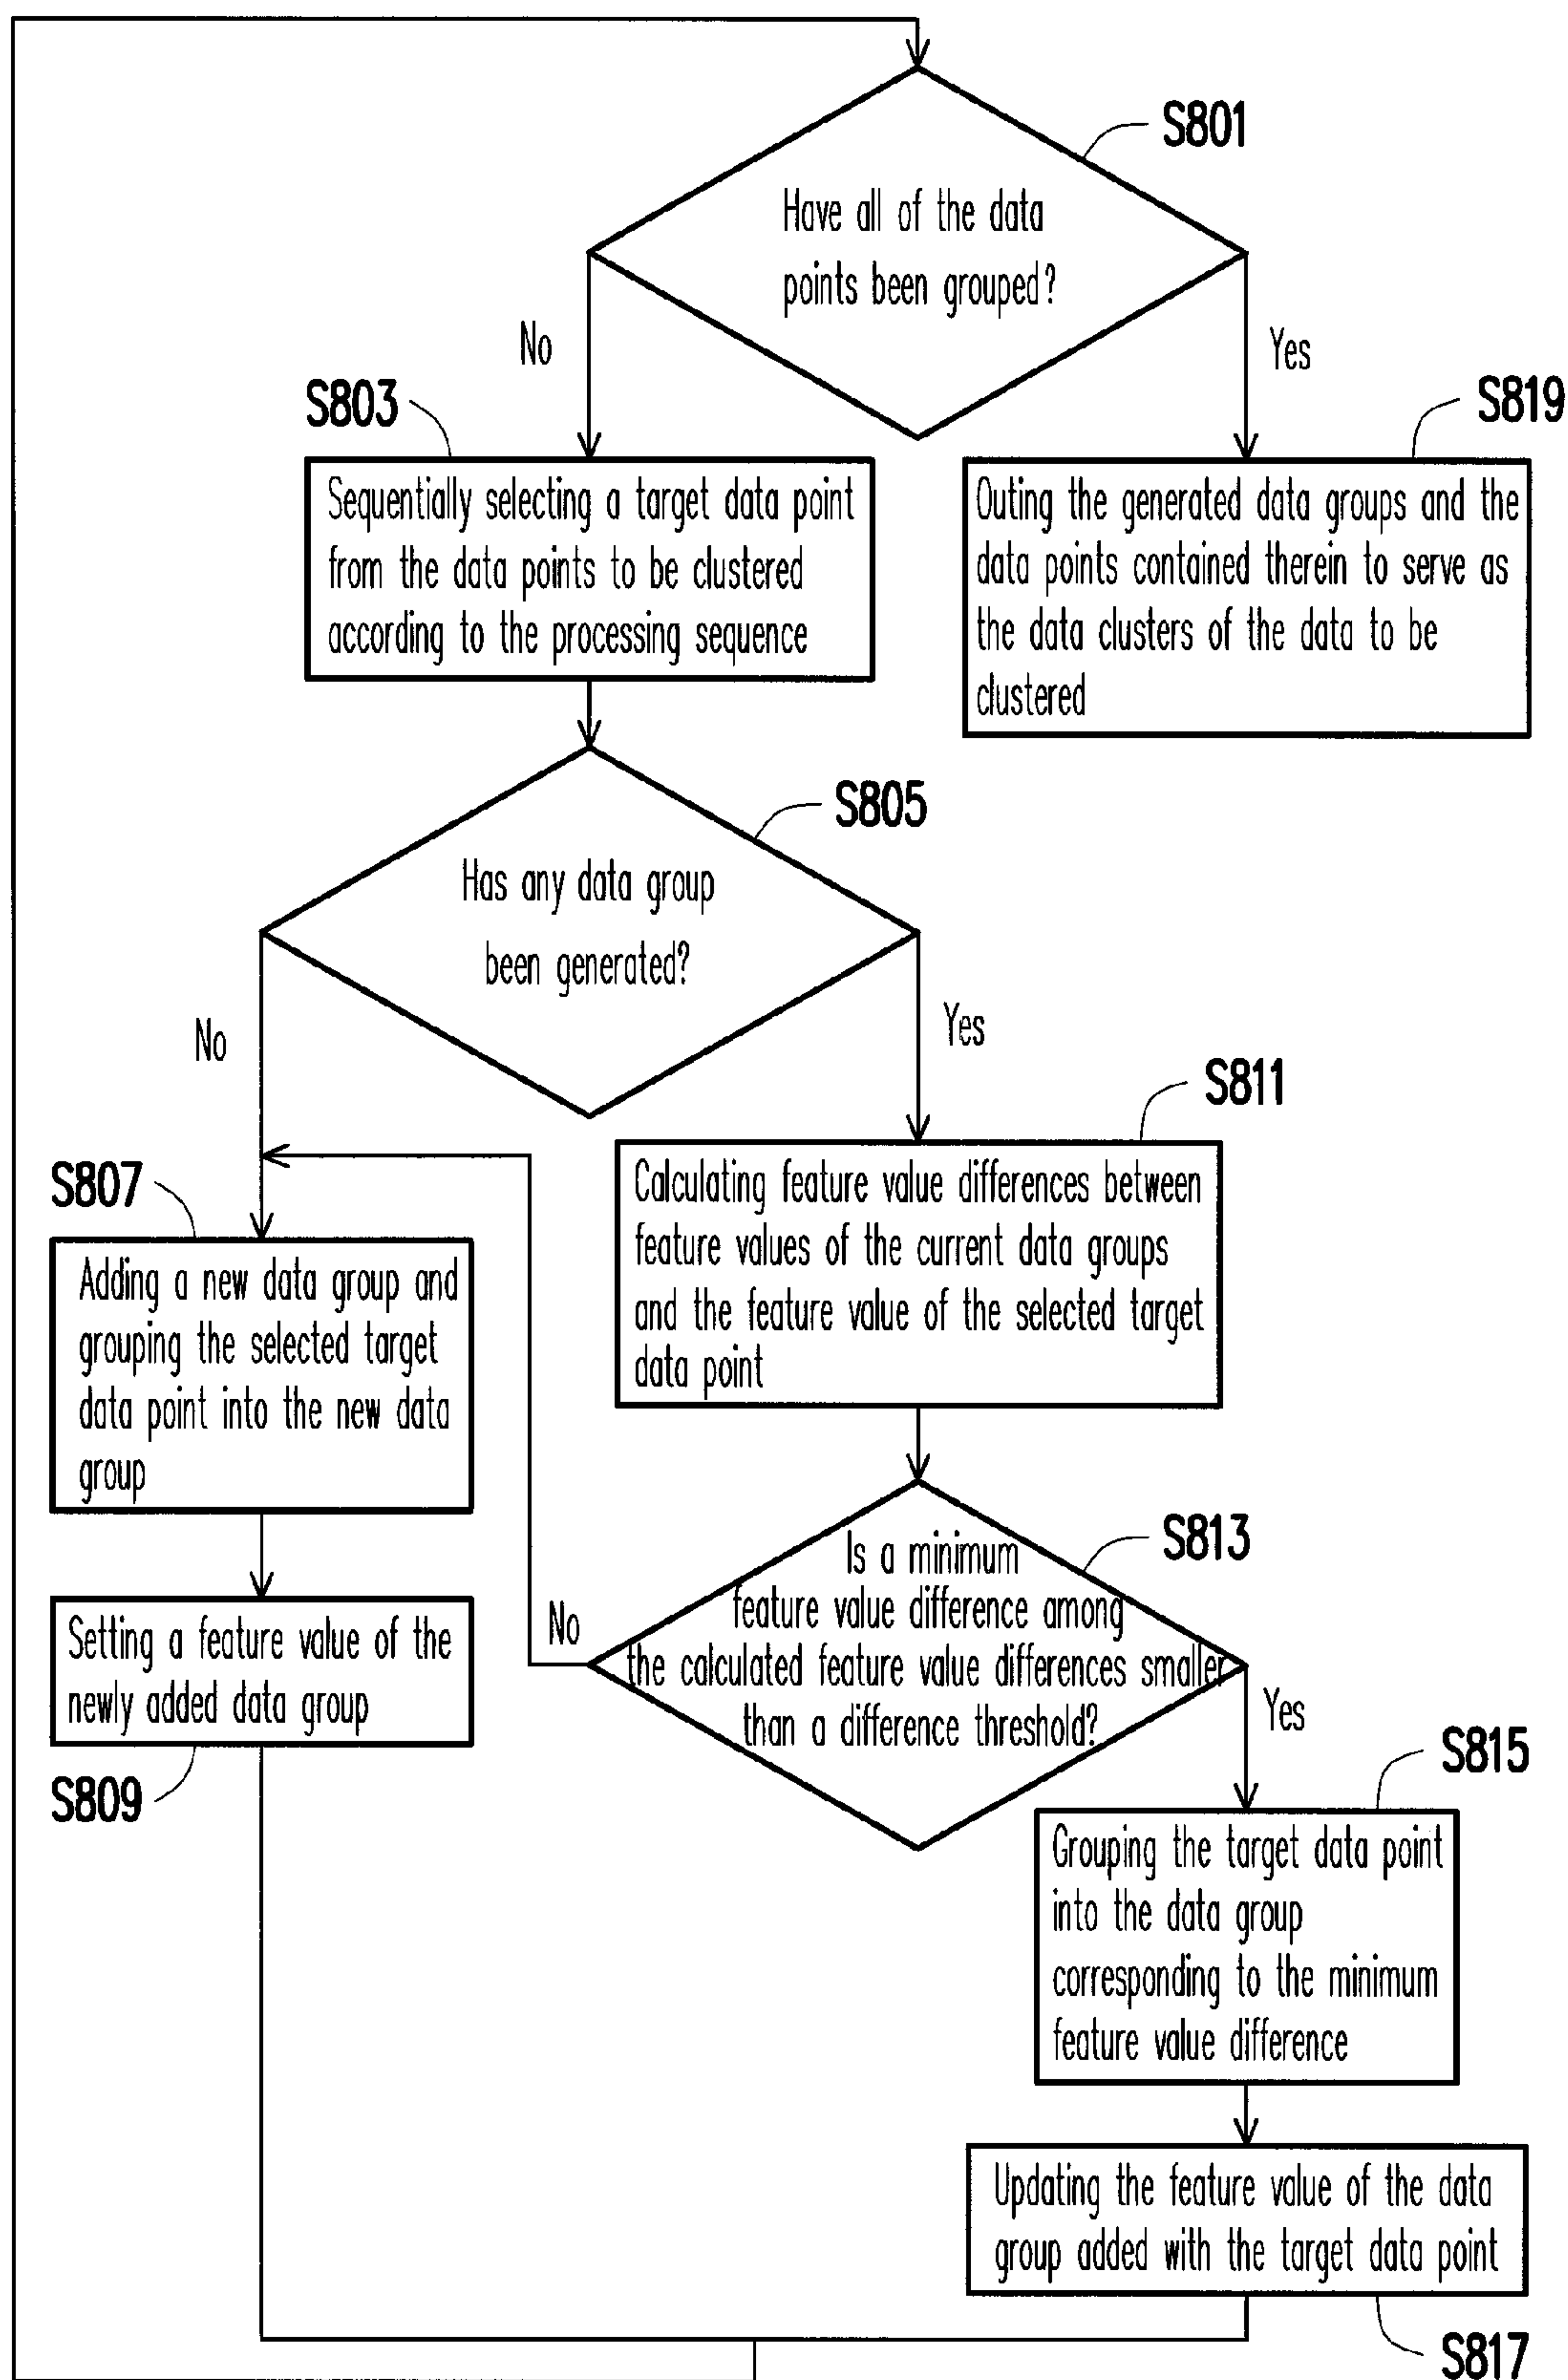 S801
Have all of the data
points been grouped?
No
Yes
S803
S819
Sequentially selecting a target data point
from the data points to be clustered
according to the processing sequence
Outing the generated data groups and the
data points contained therein to serve as
the data clusters of the data to be
clustered
S805
Has any data group
been generated?
No
Yes
S811
Calculating feature value differences between
feature values of the current data groups
and the feature value of the selected target
data point
S807
Adding a new data group and
grouping the selected target
data point into the new data
group
S813
Is a minimum
feature value difference among
the calculated feature value differences smaller
than a difference threshold?
No
Yes
Setting a feature value of the
newly added data group
S809
S815
Grouping the target data point
into the data group
corresponding to the minimum
feature value difference
Updating the feature value of the data
group added with the target data point
S817